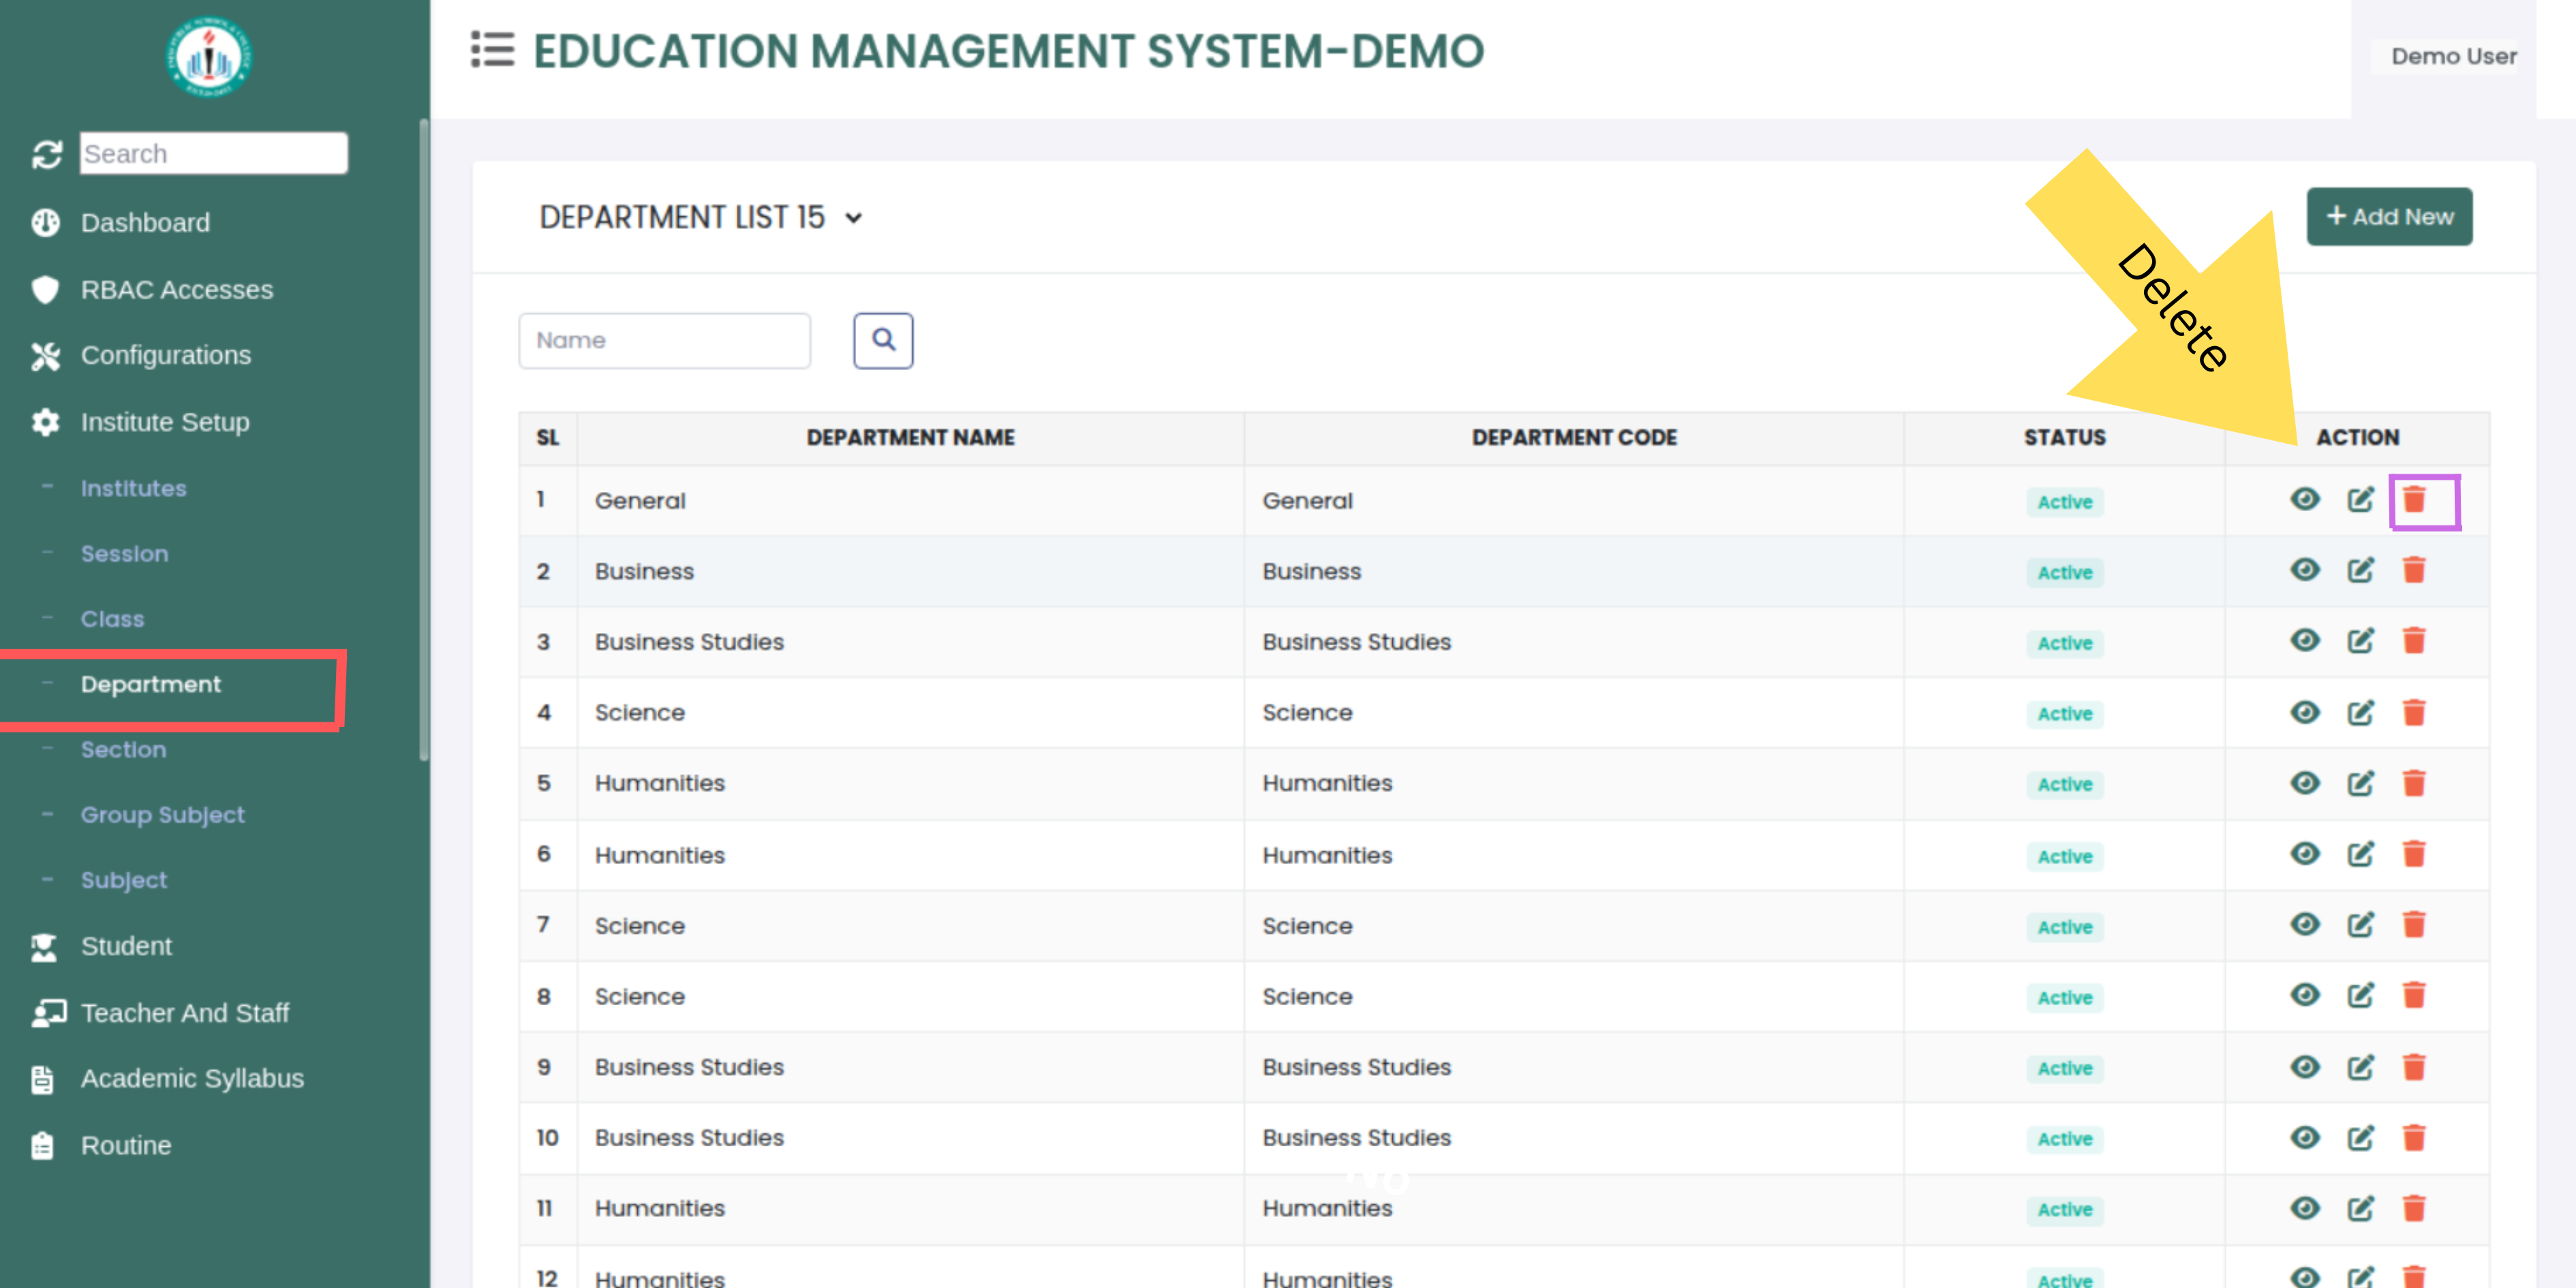 EDUCATION MANAGEMENT SYSTEM-DEMO
Demo User
Search
Dashboard
RBAC Accesses
Configurations
Institute Setup
Institutes
Session
Class
Department
Section
Group Subject
Subject
Student
Teacher And Staff
Academic Syllabus
Routine
DEPARTMENT LIST 15
+ Add New
Delete
Name
SL DEPARTMENT NAME DEPARTMENT CODE STATUS ACTION
1 General General Active
2 Business Business Active
3 Business Studies Business Studies Active
4 Science Science Active
5 Humanities Humanities Active
6 Humanities Humanities Active
7 Science Science Active
8 Science Science Active
9 Business Studies Business Studies Active
10 Business Studies Business Studies Active
No
11 Humanities Humanities Active
12 Humanities Humanities Active